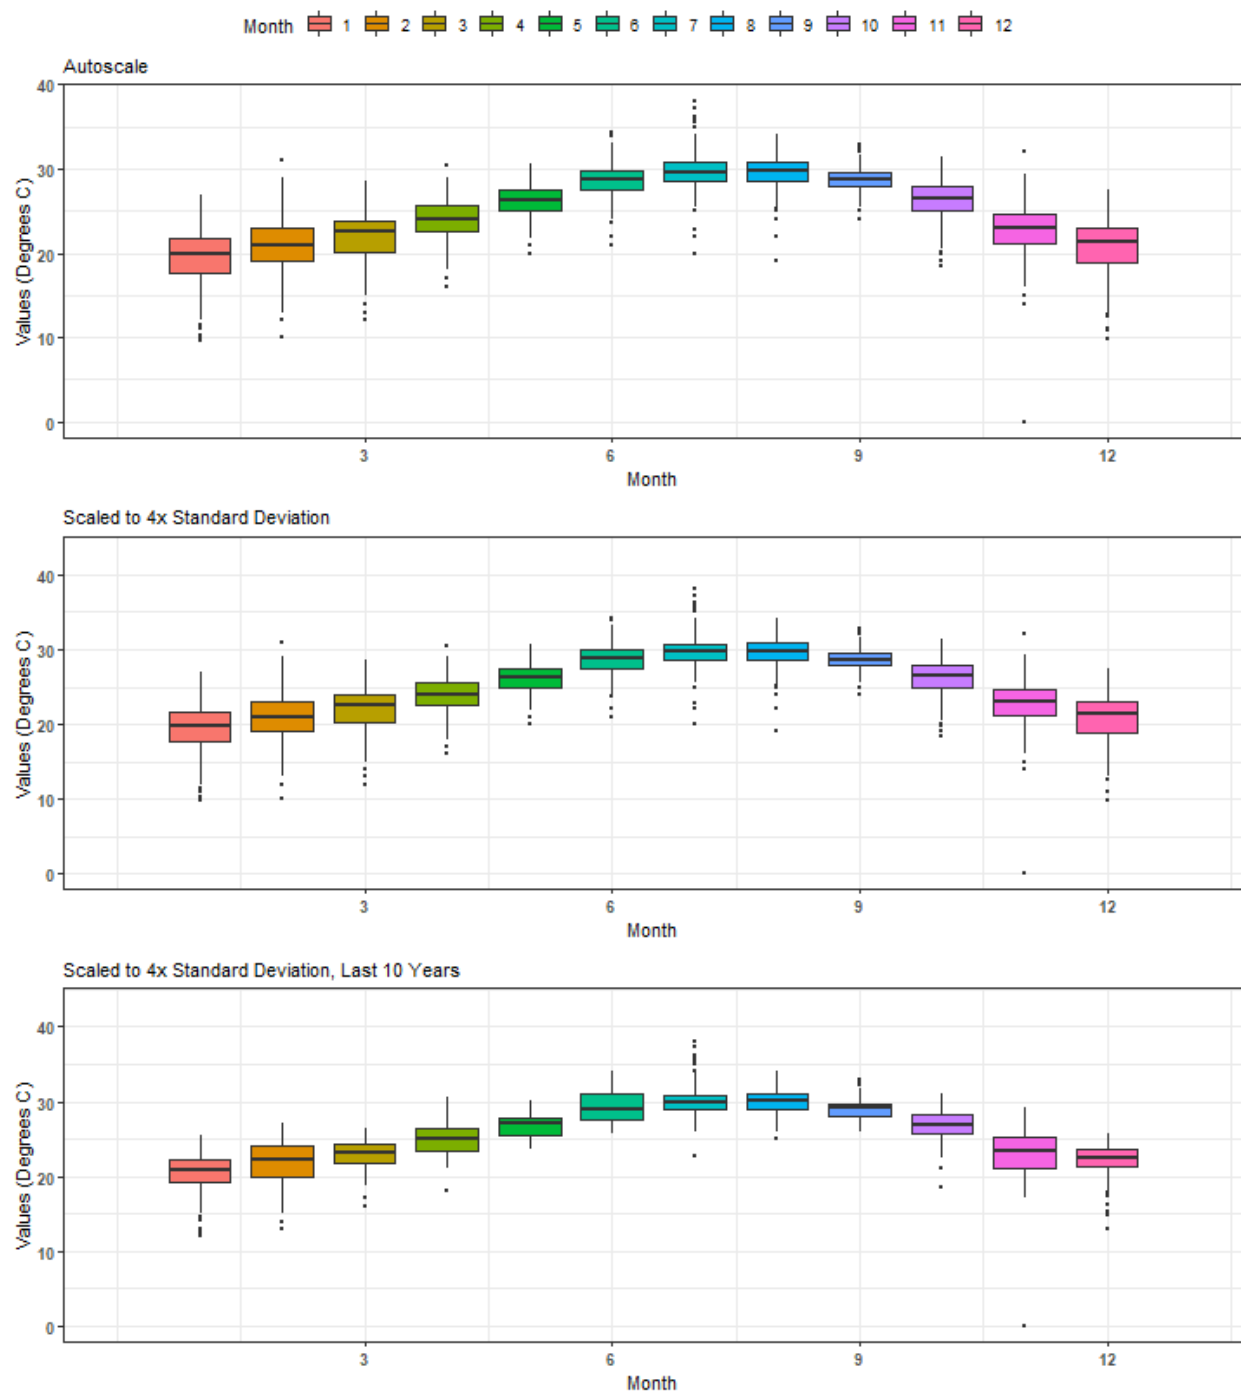 Month 1 2 3 4 5 6 7 8 9 10 11 12
Autoscale
Values (Degrees C)
40
30
20
10
0
3 6 9 12
Month
Scaled to 4x Standard Deviation
Values (Degrees C)
40
30
20
10
0
3 6 9 12
Month
Scaled to 4x Standard Deviation, Last 10 Years
Values (Degrees C)
40
30
20
10
0
3 6 9 12
Month